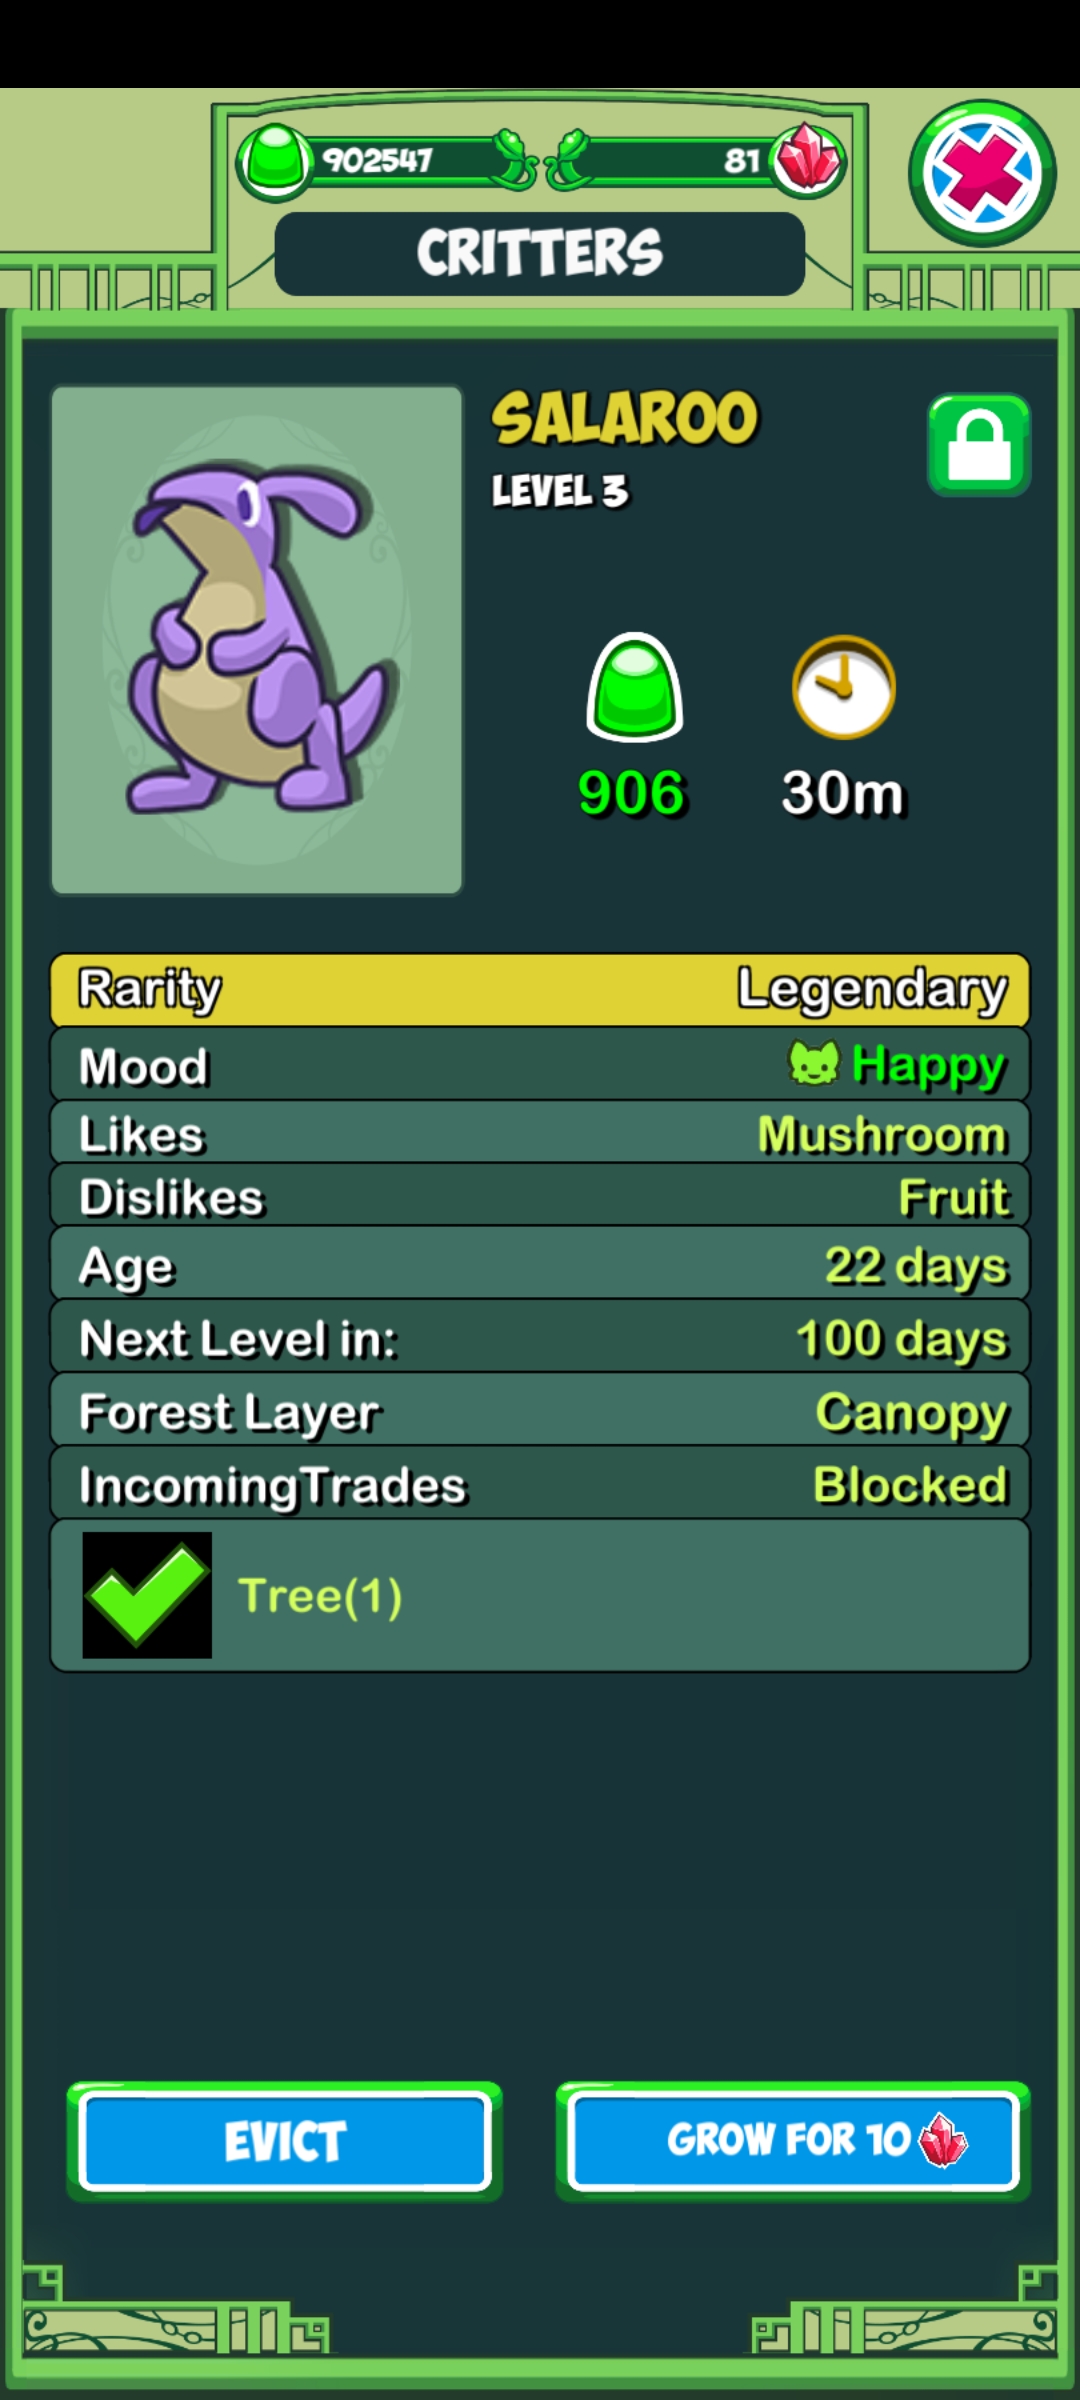 902547
81
CRITTERS
SALAROO
LEVEL 3
906
30m
Rarity Legendary
Mood Happy
Likes Mushroom
Dislikes Fruit
Age 22 days
Next Level in: 100 days
Forest Layer Canopy
IncomingTrades Blocked
Tree(1)
EVICT
GROW FOR 10